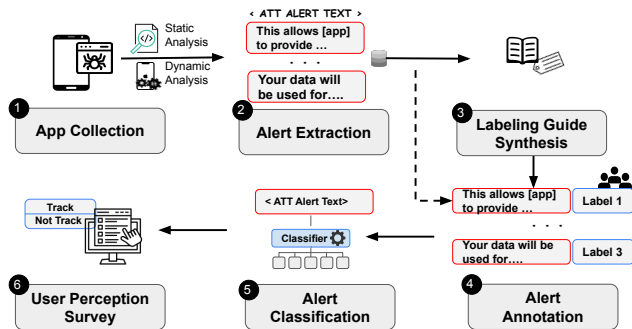 Static
Analysis
Dynamic
Analysis
1
App Collection
< ATT ALERT TEXT >
This allows [app]
to provide ...
. . .
Your data will
be used for....
2
Alert Extraction
3
Labeling Guide
Synthesis
This allows [app]
to provide ...
Label 1
. . .
Your data will be
used for....
Label 3
4
Alert
Annotation
< ATT Alert Text>
Classifier
5
Alert
Classification
Track
Not Track
6
User Perception
Survey